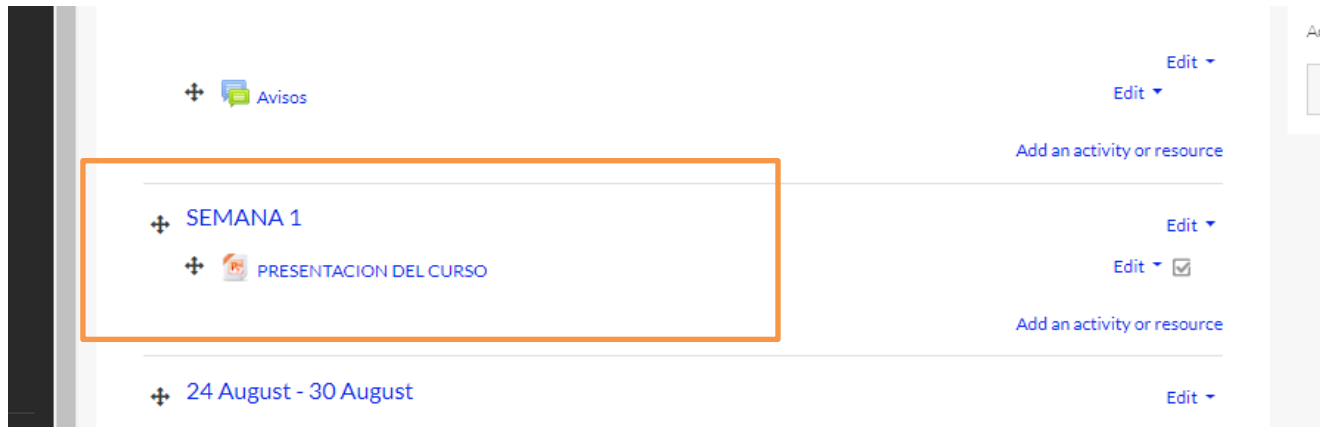 Edit
Avisos Edit
Add an activity or resource
SEMANA 1 Edit
PRESENTACION DEL CURSO Edit
Add an activity or resource
24 August - 30 August Edit